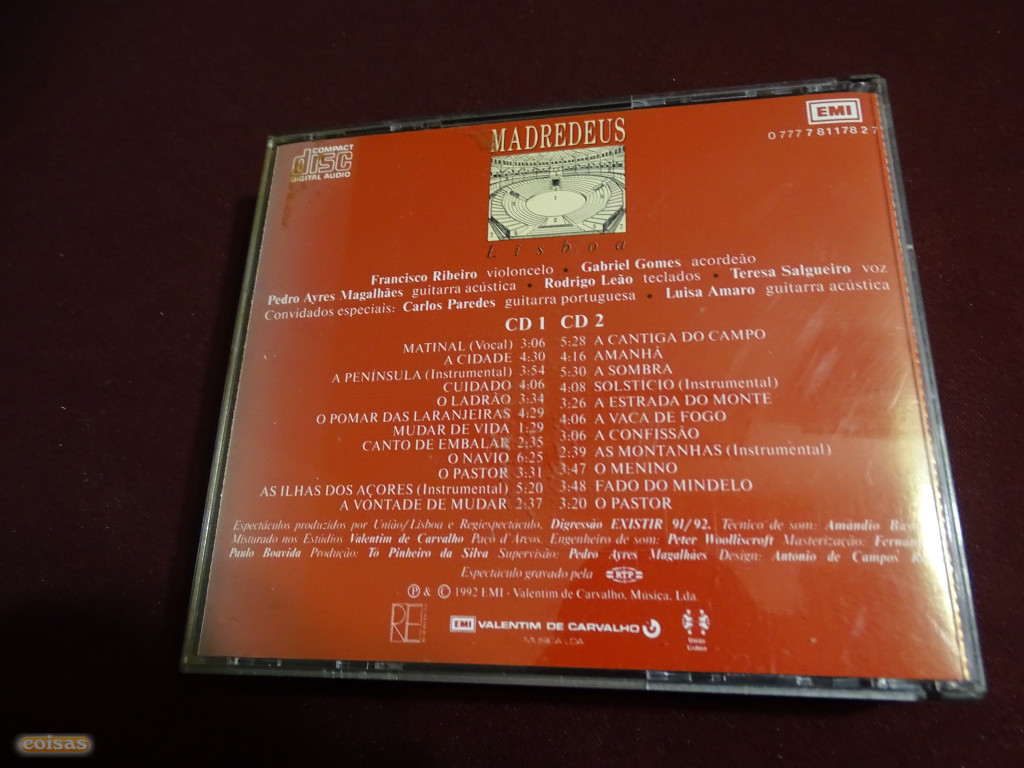 COMPACT
disc
DIGITAL AUDIO
MADREDEUS
Lisboa
EMI
0 777 7 81178 2 7
Francisco Ribeiro violoncelo • Gabriel Gomes acordeão
Pedro Ayres Magalhães guitarra acústica • Rodrigo Leão teclados • Teresa Salgueiro voz
Convidados especiais: Carlos Paredes guitarra portuguesa • Luisa Amaro guitarra acústica
CD 1 CD 2
MATINAL (Vocal) 3:06 5:28 A CANTIGA DO CAMPO
A CIDADE 4:30 4:16 AMANHÃ
A PENÍNSULA (Instrumental) 3:54 5:30 A SOMBRA
CUIDADO 4:06 4:08 SOLSTÍCIO (Instrumental)
O LADRÃO 3:34 3:26 A ESTRADA DO MONTE
O POMAR DAS LARANJEIRAS 4:29 4:06 A VACA DE FOGO
MUDAR DE VIDA 1:29 3:06 A CONFISSÃO
CANTO DE EMBALAR 2:35 2:39 AS MONTANHAS (Instrumental)
O NAVIO 6:25 3:47 O MENINO
O PASTOR 3:31 3:48 FADO DO MINDELO
AS ILHAS DOS AÇORES (Instrumental) 5:20 3:20 O PASTOR
A VONTADE DE MUDAR 2:37
Espectáculos produzidos por União/Lisboa e Regiespectáculo, Digressão EXISTIR 91/92. Técnico de som: Amândio
Misturado nos Estúdios Valentim de Carvalho Paço d'Arcos. Engenheiro de som: Peter Woolliscroft Masterização:
Paulo Boavida Produção: Tó Pinheiro da Silva Supervisão: Pedro Ayres Magalhães Design: Antonio de Campos
Espectáculo gravado pela RTP
Ⓟ & © 1992 EMI - Valentim de Carvalho, Música, Lda.
RE
EMI VALENTIM DE CARVALHO
MUSICA LDA
União
Lisboa
coisas